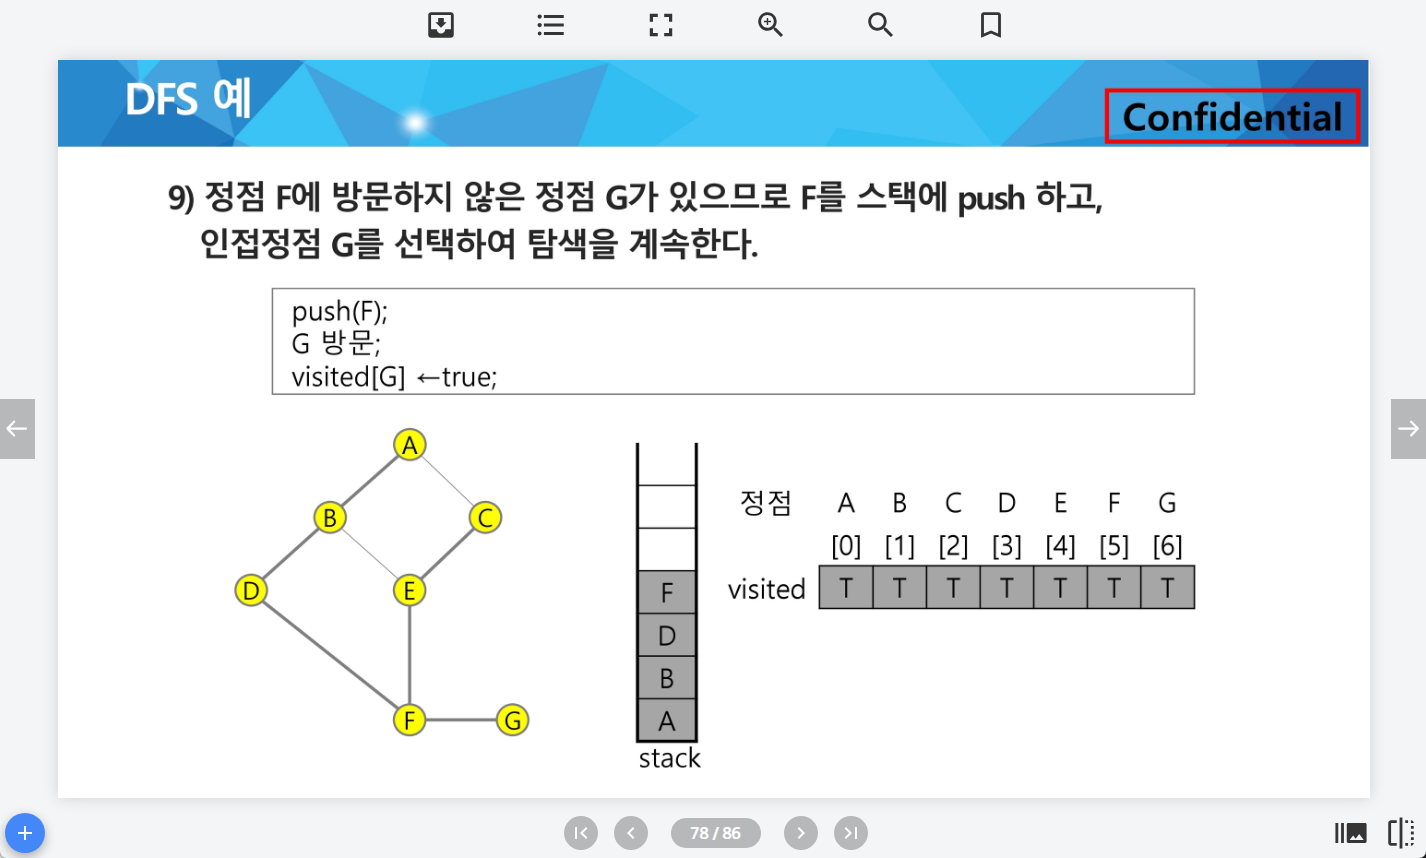 DFS 예
Confidential
9) 정점 F에 방문하지 않은 정점 G가 있으므로 F를 스택에 push 하고,
인접정점 G를 선택하여 탐색을 계속한다.
push(F);
G 방문;
visited[G] ←true;
A
B
C
D
E
F
G
F
D
B
A
stack
정점 A B C D E F G
[0] [1] [2] [3] [4] [5] [6]
visited T T T T T T T
78 / 86